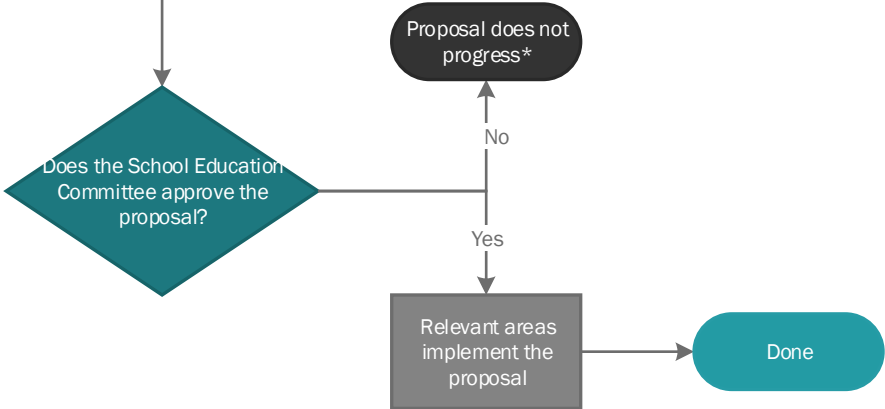 Proposal does not
progress*
No
Does the School Education
Committee approve the
proposal?
Yes
Relevant areas
implement the
proposal
Done